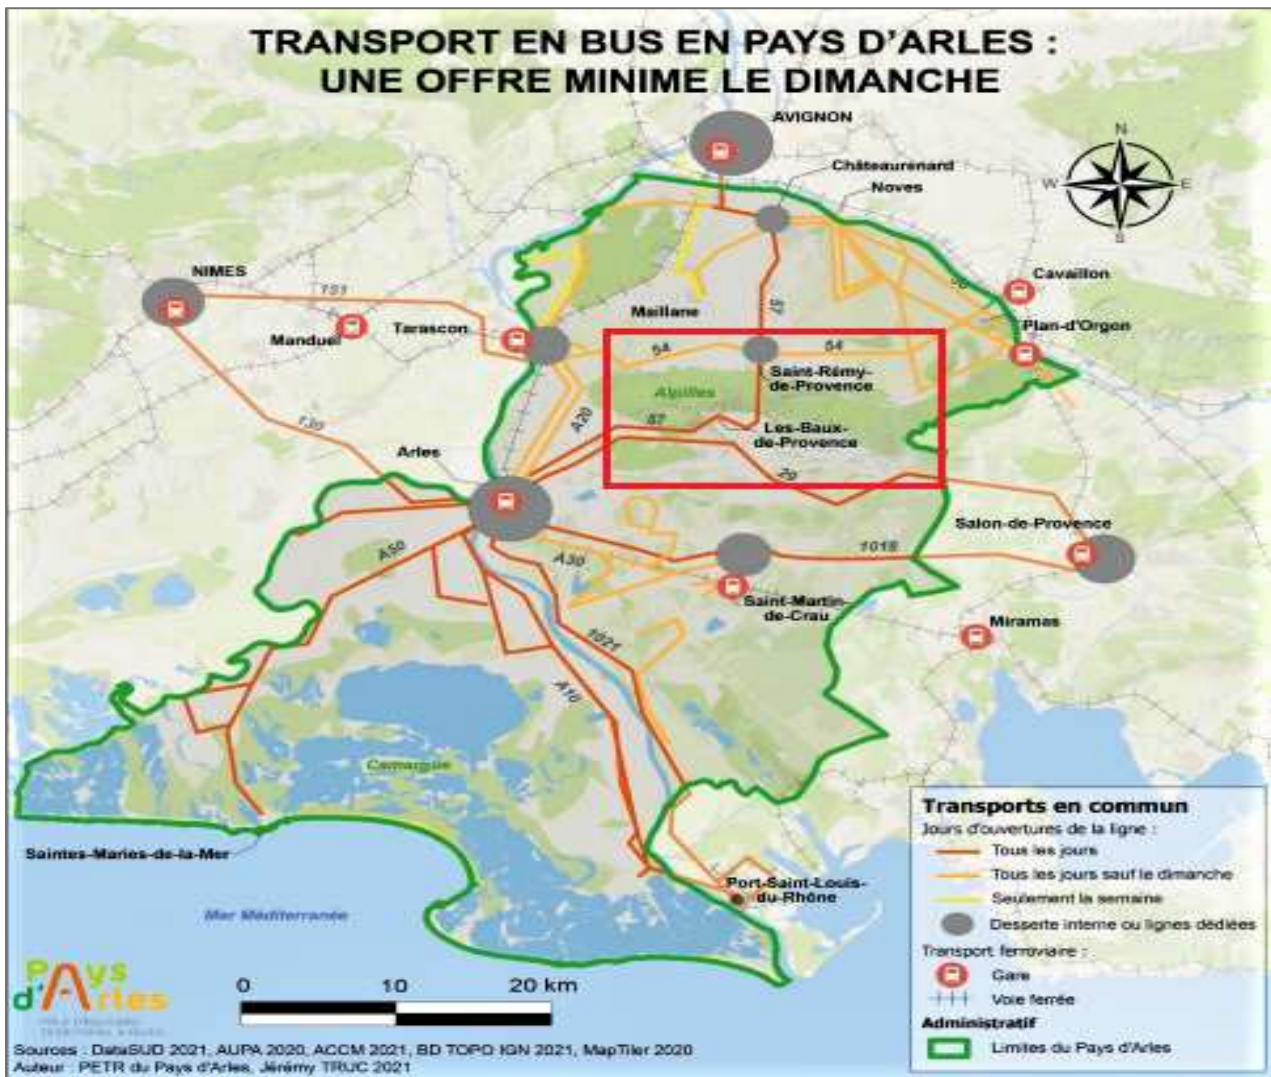 TRANSPORT EN BUS EN PAYS D'ARLES :
UNE OFFRE MINIME LE DIMANCHE
AVIGNON
Châteaurenard
Noves
N
W
E
S
NIMES
151
Manduel
Tarascon
Maillane
57
56
Cavaillon
Plan-d'Orgon
54
54
Saint-Rémy-
de-Provence
Alpilles
A20
57
Les-Baux-
de-Provence
130
Arles
29
Salon-de-Provence
A50
A30
1018
Saint-Martin-
de-Crau
Miramas
1021
A10
Camargue
Saintes-Maries-de-la-Mer
Port-Saint-Louis-
du-Rhône
Mer Méditerranée
Pays
d'Arles
0 10 20 km
Transports en commun
Jours d'ouvertures de la ligne :
Tous les jours
Tous les jours sauf le dimanche
Seulement la semaine
Desserte interne ou lignes dédiées
Transport ferroviaire :
Gare
Voie ferrée
Administratif
Limites du Pays d'Arles
Sources : DataSUD 2021, AUPA 2020, ACCM 2021, BD TOPO IGN 2021, MapTiler 2020
Auteur : PETR du Pays d'Arles, Jérémy TRUC 2021